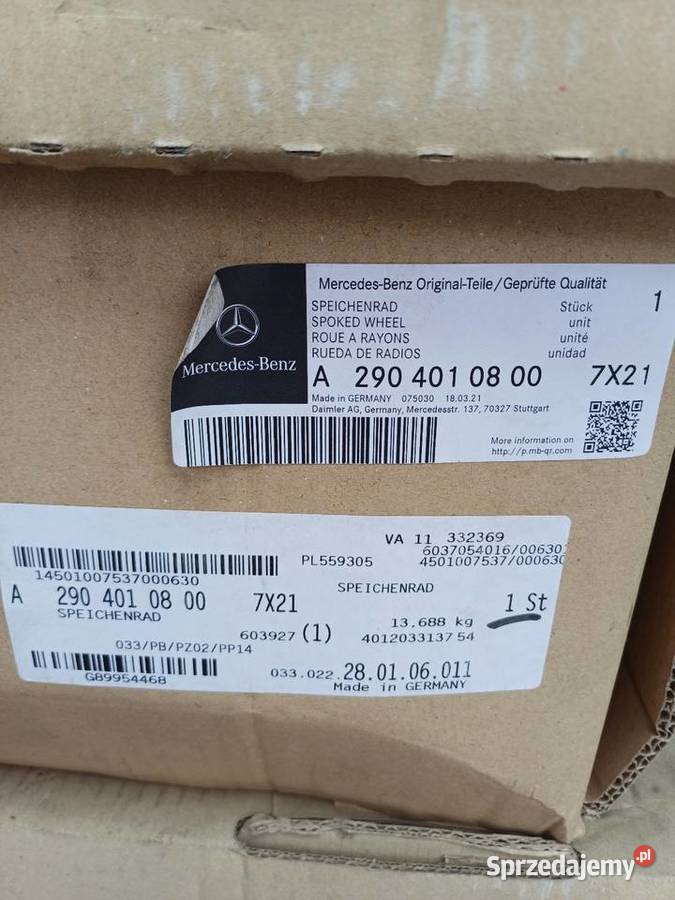 Mercedes-Benz
Mercedes-Benz Original-Teile/Geprüfte Qualität
SPEICHENRAD Stück 1
SPOKED WHEEL unit
ROUE A RAYONS unité
RUEDA DE RADIOS unidad
A 290 401 08 00 7X21
Made in GERMANY 075030 18.03.21
Daimler AG, Germany, Mercedesstr. 137, 70327 Stuttgart
More information on
http://p.mb-qr.com
VA 11 332369
PL559305 6037054016/00630
4501007537/000630
14501007537000630
SPEICHENRAD
A 290 401 08 00 7X21 1 St
SPEICHENRAD
13.688 kg
603927 (1) 4012033137 54
033/PB/PZ02/PP14
033.022.28.01.06.011
G89954468
Made in GERMANY
Sprzedajemy.pl